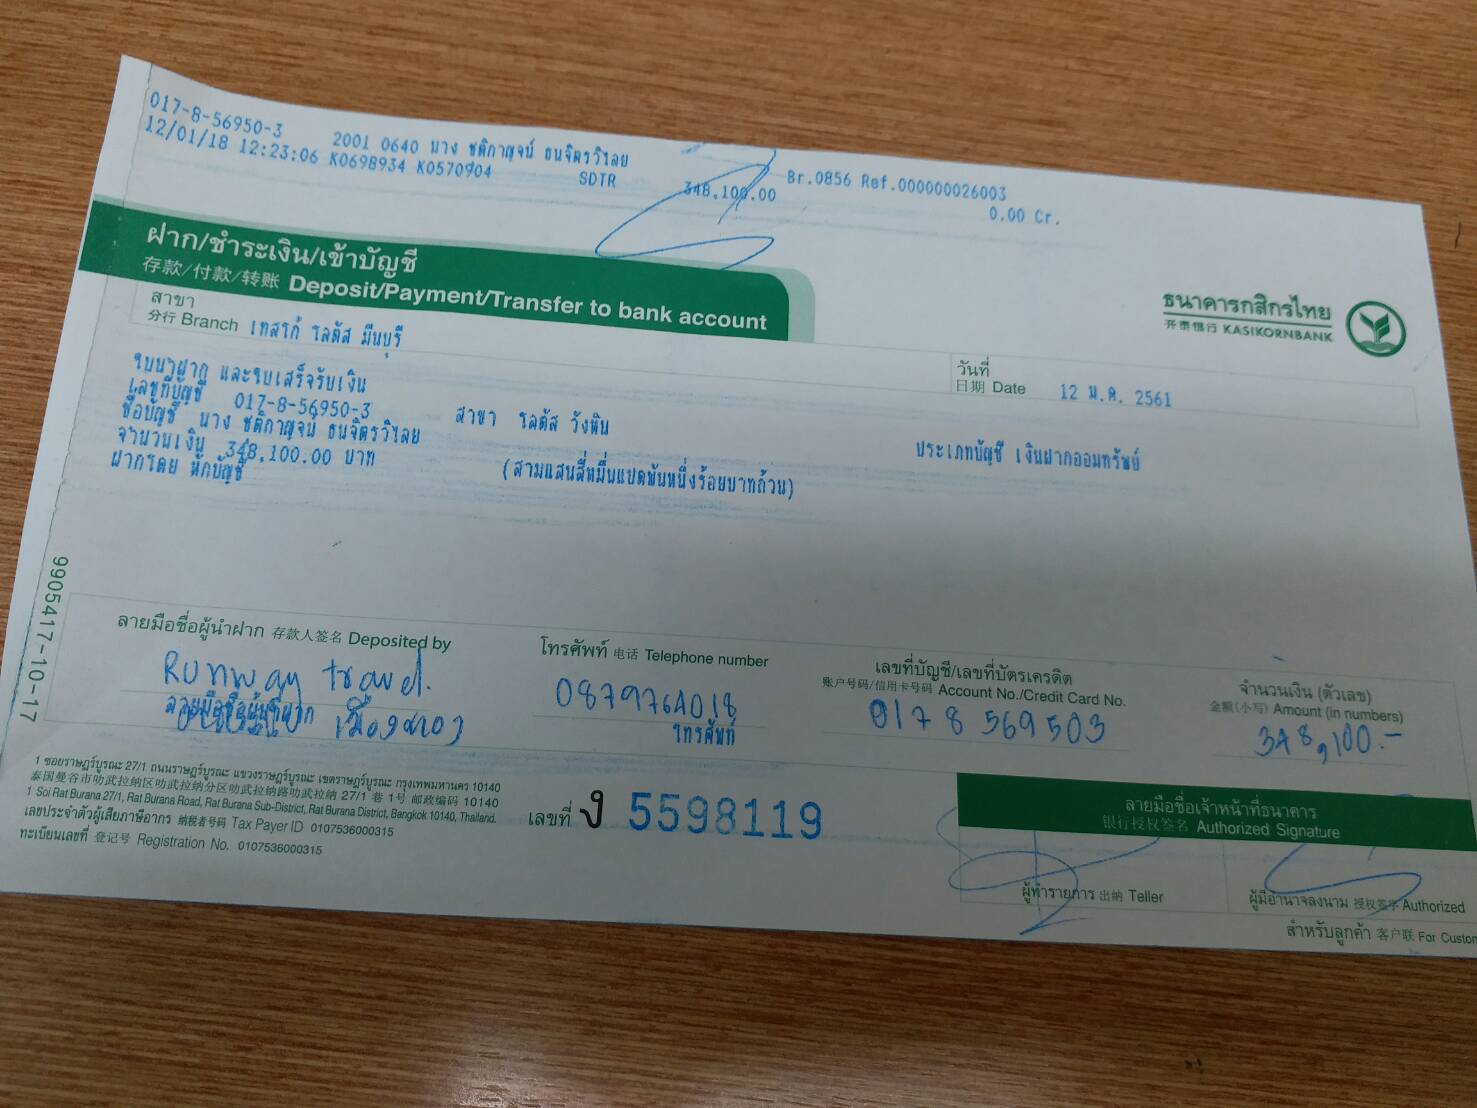 017-8-56950-3 2001 0640 นาง ชติกาญจน์ ธนจิตรวิไลย Br.0856 Ref.000000026003
12/01/18 12:23:06 K0698934 K0570904 SDTR 348,100.00 0.00 Cr.
ฝาก/ชำระเงิน/เข้าบัญชี
存款/付款/转账 Deposit/Payment/Transfer to bank account
ธนาคารกสิกรไทย
开泰银行 KASIKORNBANK
สาขา
分行 Branch เทสโก้ โลตัส มีนบุรี
วันที่
日期 Date 12 ม.ค. 2561
ใบนำฝาก และใบเสร็จรับเงิน
เลขที่บัญชี 017-8-56950-3 สาขา โลตัส วังหิน ประเภทบัญชี เงินฝากออมทรัพย์
ชื่อบัญชี นาง ชติกาญจน์ ธนจิตรวิไลย
จำนวนเงิน 348,100.00 บาท (สามแสนสี่หมื่นแปดพันหนึ่งร้อยบาทถ้วน)
ฝากโดย หักบัญชี
9905417-10-17
ลายมือชื่อผู้นำฝาก 存款人签名 Deposited by
Runway travel.
ลายมือชื่อผู้นำฝาก
โทรศัพท์ 电话 Telephone number
0879764018
โทรศัพท์
เลขที่บัญชี/เลขที่บัตรเครดิต
账户号码/信用卡号码 Account No./Credit Card No.
0178569503
จำนวนเงิน (ตัวเลข)
金额(小写) Amount (in numbers)
348,100.-
1 ซอยราษฎร์บูรณะ 27/1 ถนนราษฎร์บูรณะ แขวงราษฎร์บูรณะ เขตราษฎร์บูรณะ กรุงเทพมหานคร 10140
泰国曼谷市叻武拉纳区叻武拉纳分区叻武拉纳路叻武拉纳 27/1 巷 1号 邮政编码 10140
1 Soi Rat Burana 27/1, Rat Burana Road, Rat Burana Sub-District, Rat Burana District, Bangkok 10140, Thailand.
เลขประจำตัวผู้เสียภาษีอากร 纳税者号码 Tax Payer ID 0107536000315
ทะเบียนเลขที่ 登记号 Registration No. 0107536000315
เลขที่ ง 5598119
ลายมือชื่อเจ้าหน้าที่ธนาคาร
银行授权签名 Authorized Signature
ผู้ทำรายการ 出纳 Teller
ผู้มีอำนาจลงนาม 授权签字 Authorized
สำหรับลูกค้า 客户联 For Custom